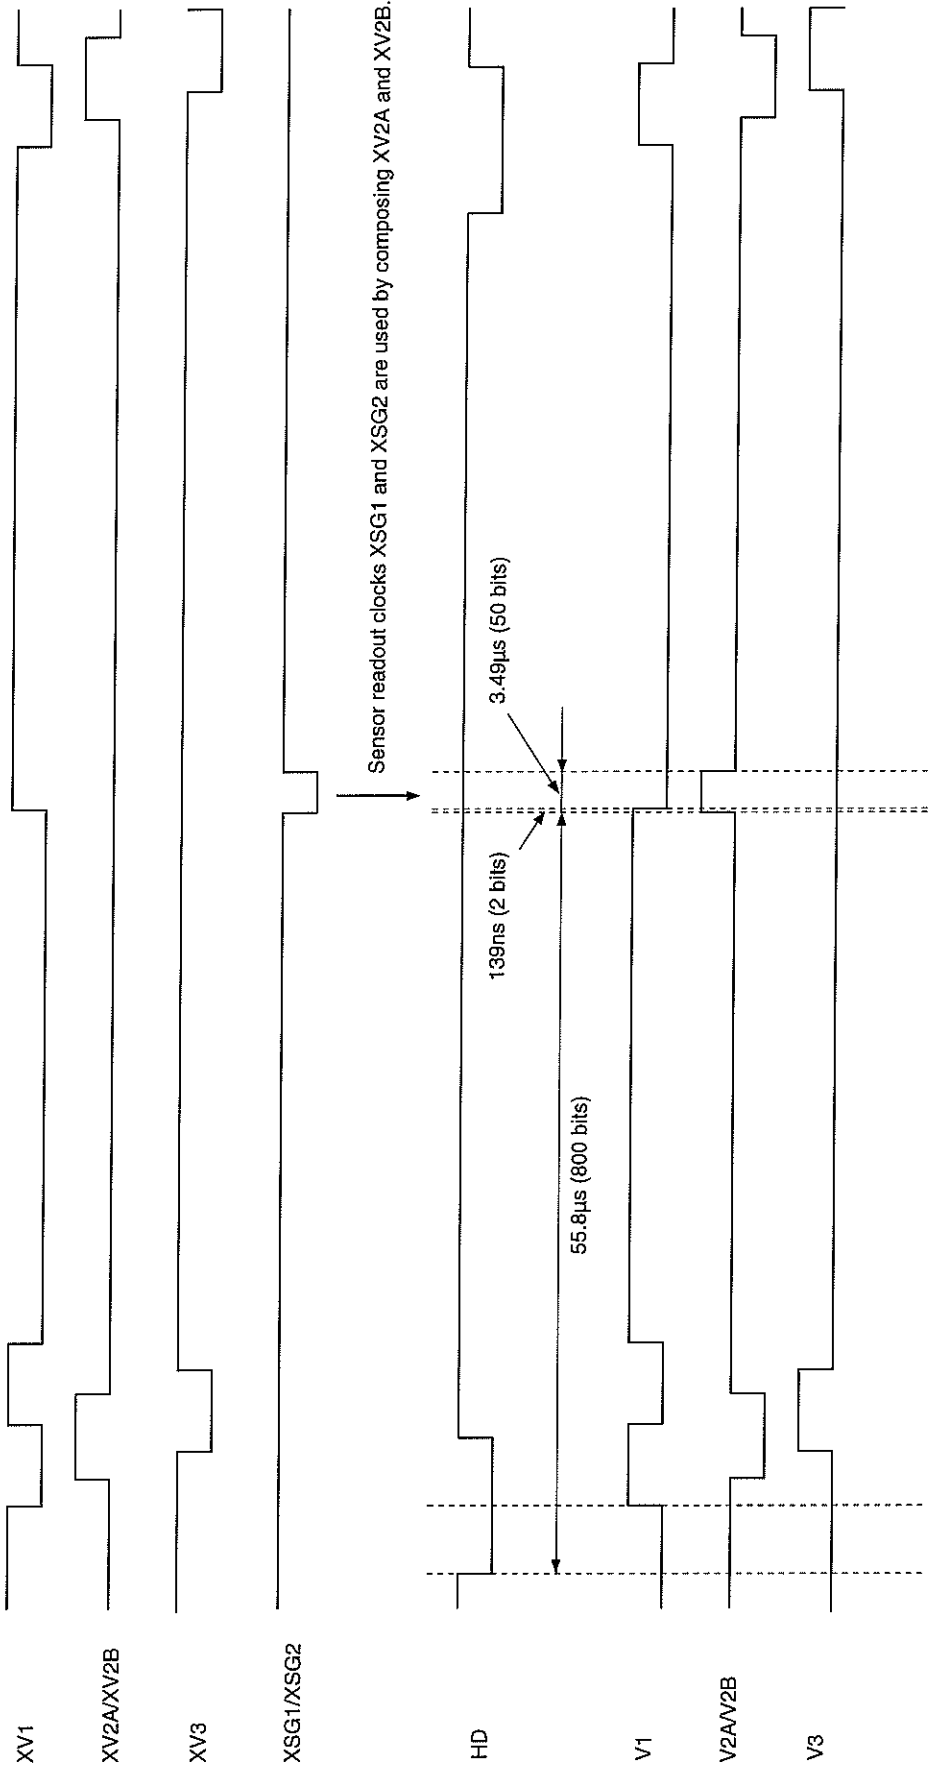 XV1
XV2A/XV2B
XV3
XSG1/XSG2
Sensor readout clocks XSG1 and XSG2 are used by composing XV2A and XV2B.
HD
139ns (2 bits)
3.49μs (50 bits)
55.8μs (800 bits)
V1
V2A/V2B
V3